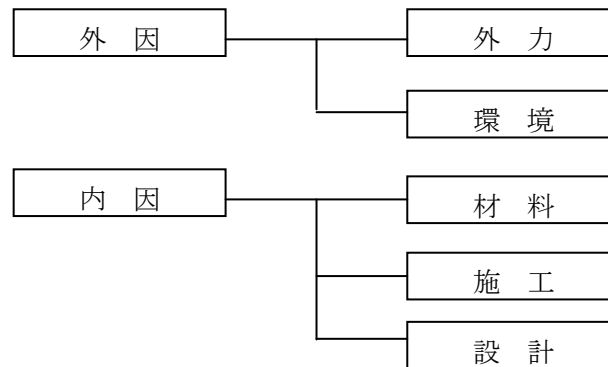 外 因
外 力
環 境
内 因
材 料
施 工
設 計